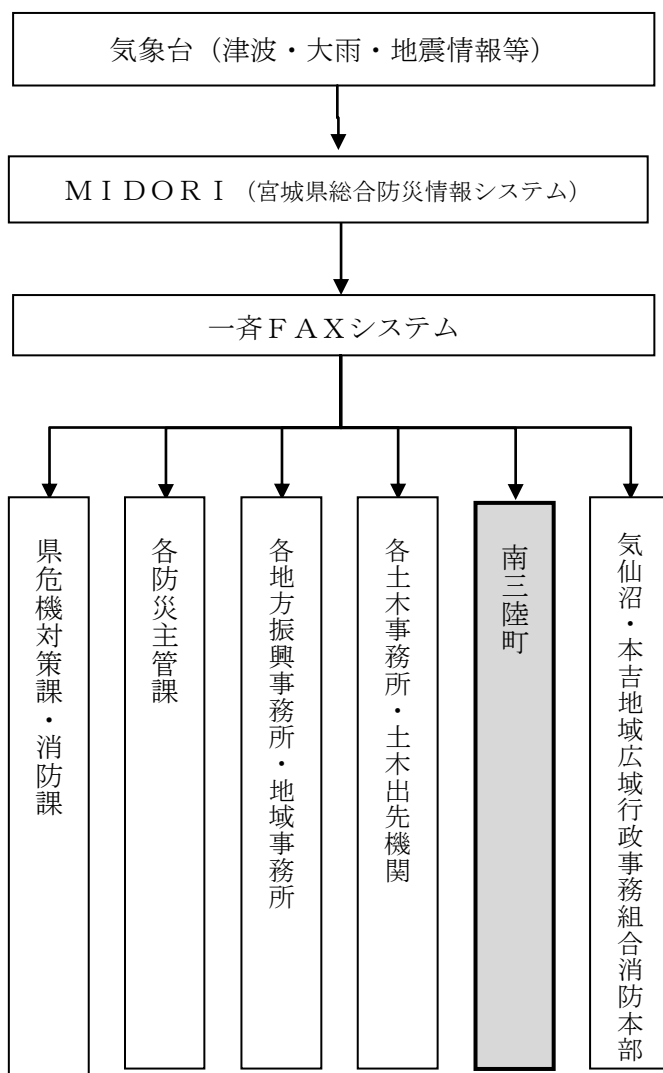 気象台（津波・大雨・地震情報等）
ＭＩＤＯＲＩ（宮城県総合防災情報システム）
一斉ＦＡＸシステム
県危機対策課・消防課
各防災主管課
各地方振興事務所・地域事務所
各土木事務所・土木出先機関
南三陸町
気仙沼・本吉地域広域行政事務組合消防本部